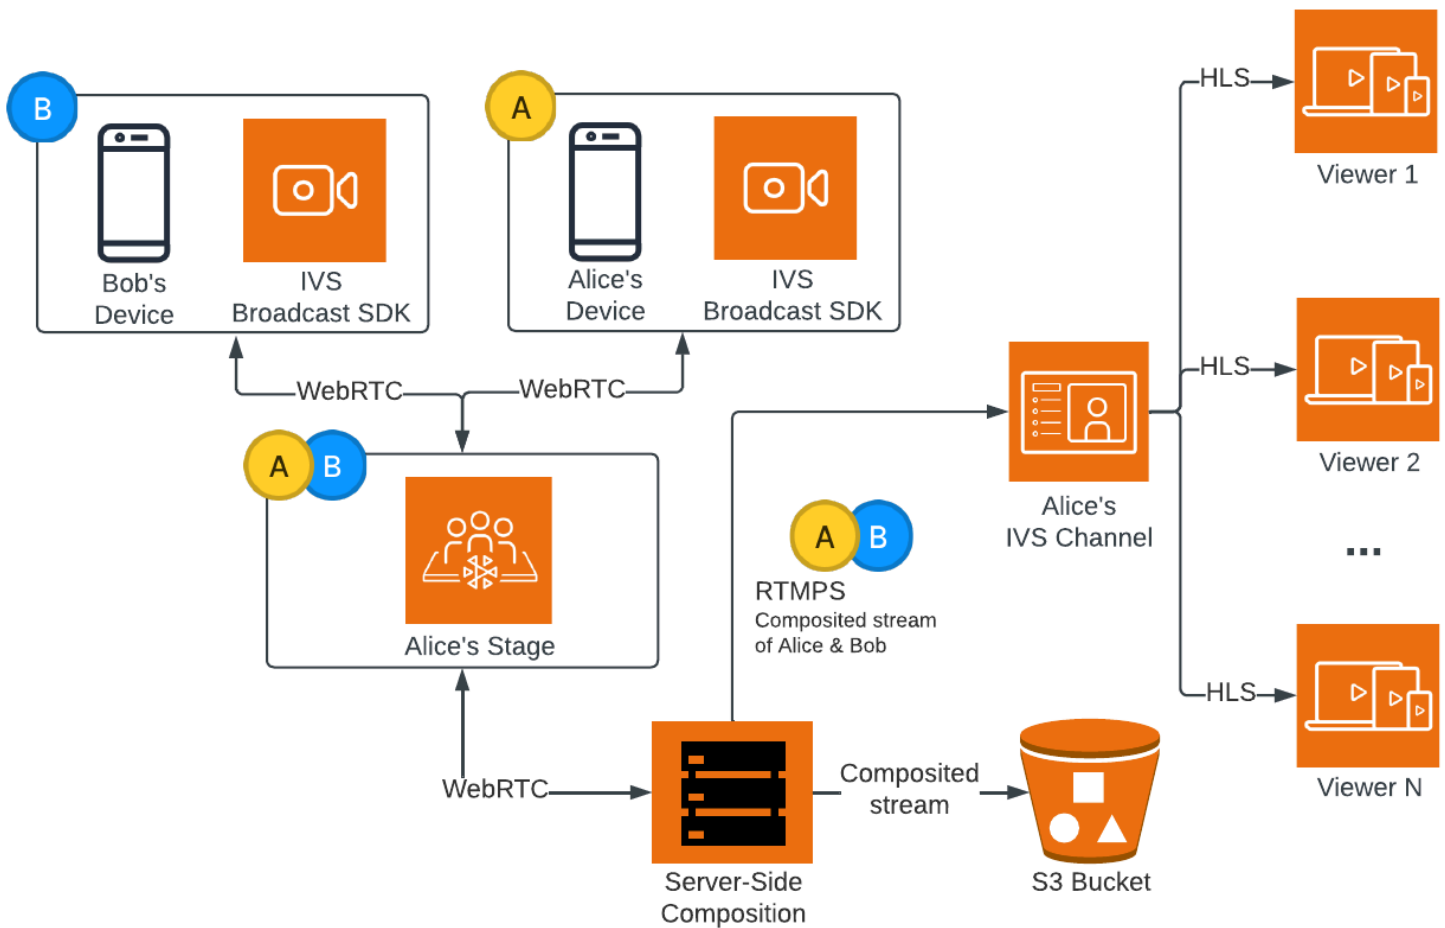 B
Bob's
Device
IVS
Broadcast SDK
A
Alice's
Device
IVS
Broadcast SDK
WebRTC
WebRTC
A
B
Alice's Stage
WebRTC
Server-Side
Composition
A
B
RTMPS
Composited stream
of Alice & Bob
Composited
stream
S3 Bucket
Alice's
IVS Channel
HLS
Viewer 1
HLS
Viewer 2
...
HLS
Viewer N